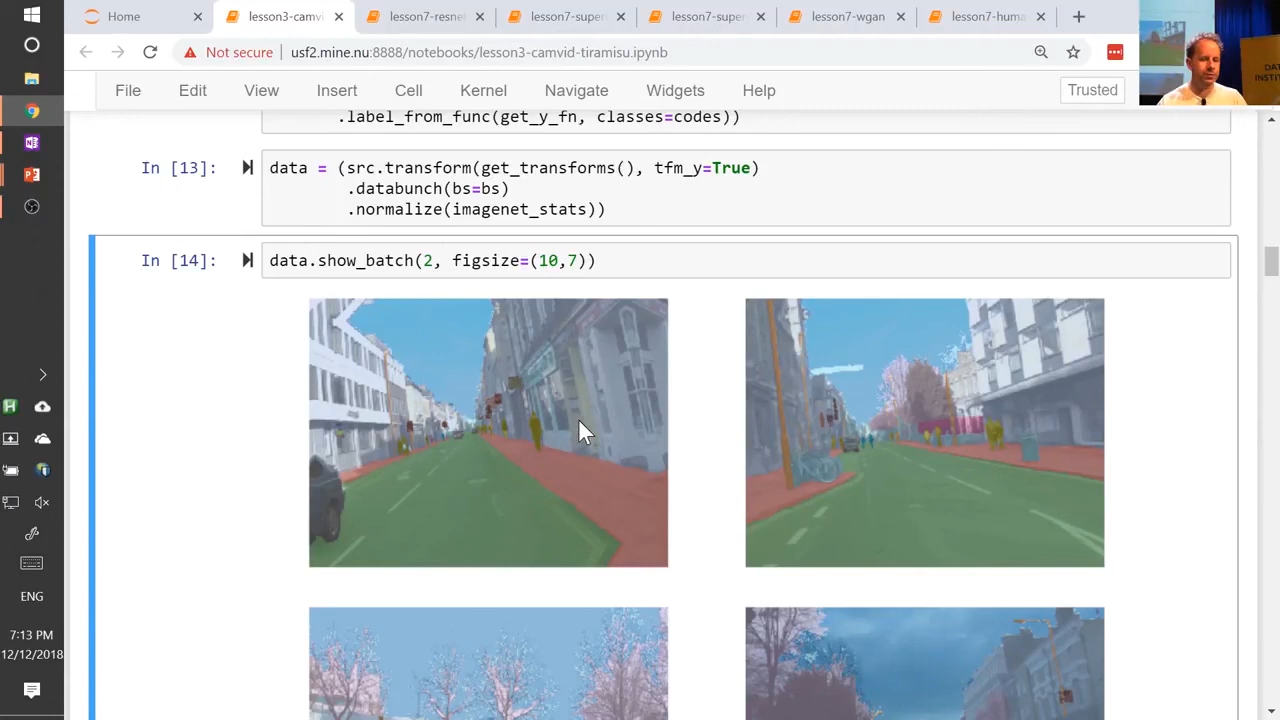 Home
lesson3-camvi
lesson7-resne
lesson7-super
lesson7-super
lesson7-wgan
lesson7-huma
Not secure | usf2.mine.nu:8888/notebooks/lesson3-camvid-tiramisu.ipynb
File Edit View Insert Cell Kernel Navigate Widgets Help Trusted
DAT
INSTIT
.label_from_func(get_y_fn, classes=codes))
In [13]:
data = (src.transform(get_transforms(), tfm_y=True)
.databunch(bs=bs)
.normalize(imagenet_stats))
In [14]:
data.show_batch(2, figsize=(10,7))
ENG
7:13 PM
12/12/2018